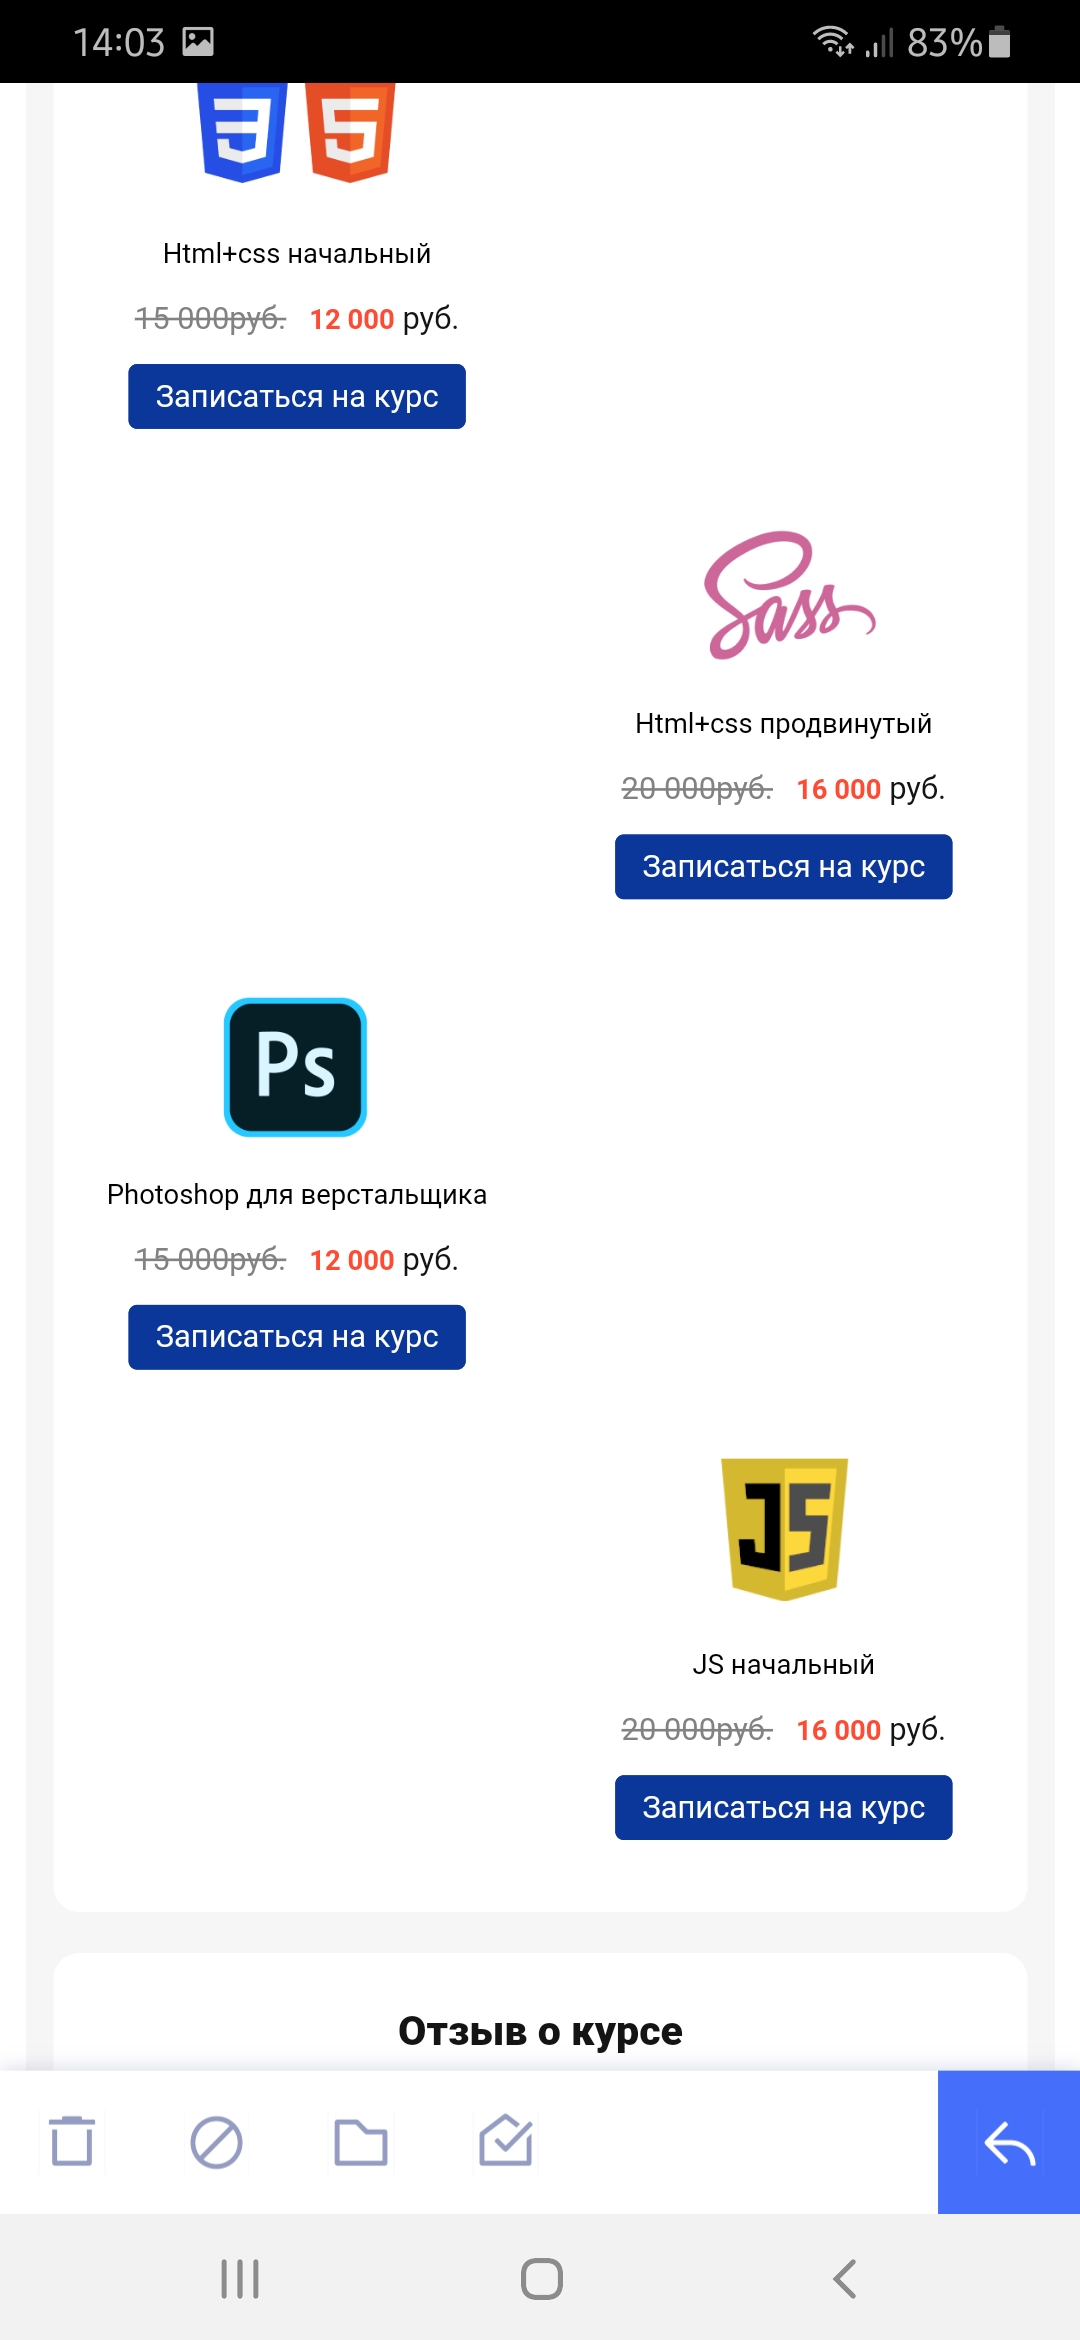 14:03
83%
Html+css начальный
15 000руб. 12 000 руб.
Записаться на курс
Sass
Html+css продвинутый
20 000руб. 16 000 руб.
Записаться на курс
Ps
Photoshop для верстальщика
15 000руб. 12 000 руб.
Записаться на курс
JS
JS начальный
20 000руб. 16 000 руб.
Записаться на курс
Отзыв о курсе